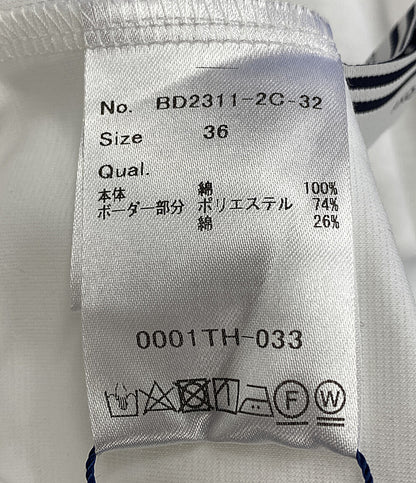 No. BD2311-2C-32
Size 36
Qual.
本体 綿 100%
ボーダー部分 ポリエステル 74%
綿 26%
0001TH-033
F W